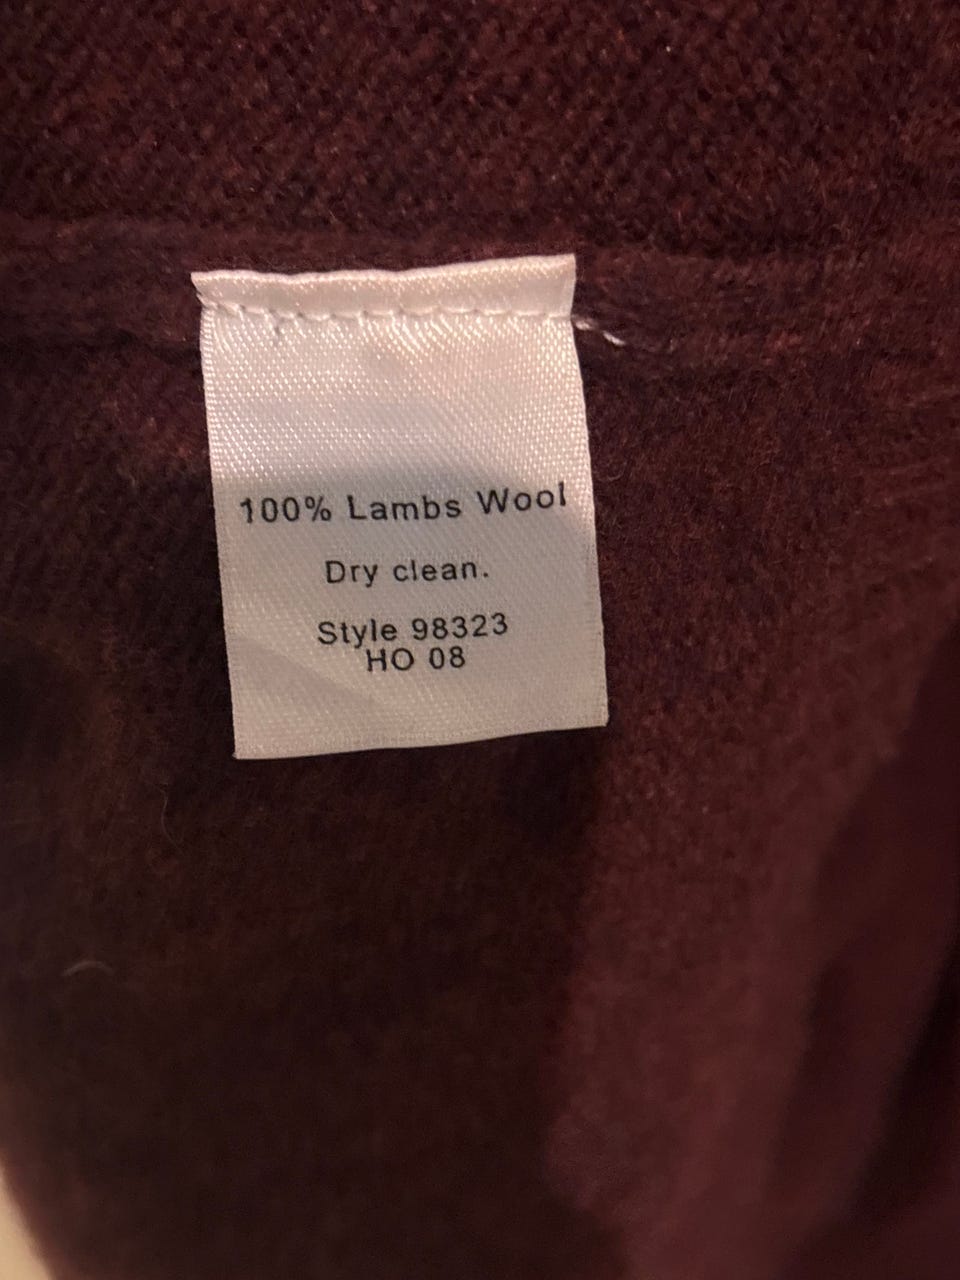 100% Lambs Wool
Dry clean.
Style 98323
HO 08